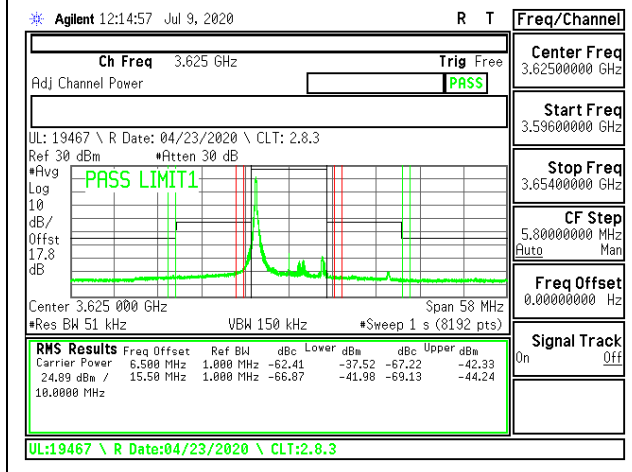 Agilent 12:14:57 Jul 9, 2020 R T
Freq/Channel
Ch Freq 3.625 GHz Trig Free
Adj Channel Power PASS
Center Freq
3.62500000 GHz
Start Freq
3.59600000 GHz
Stop Freq
3.65400000 GHz
CF Step
5.80000000 MHz
Auto Man
Freq Offset
0.00000000 Hz
Signal Track
On Off
UL: 19467 \ R Date: 04/23/2020 \ CLT: 2.8.3
Ref 30 dBm #Atten 30 dB
#Avg
Log
10
dB/
Offst
17.8
dB
PASS LIMIT1
Center 3.625 000 GHz Span 58 MHz
#Res BW 51 kHz VBW 150 kHz #Sweep 1 s (8192 pts)
RMS Results Freq Offset Ref BW dBc Lower dBm dBc Upper dBm
Carrier Power 6.500 MHz 1.000 MHz -62.41 -37.52 -67.22 -42.33
24.89 dBm / 15.50 MHz 1.000 MHz -66.87 -41.98 -69.13 -44.24
10.0000 MHz
UL:19467 \ R Date:04/23/2020 \ CLT:2.8.3